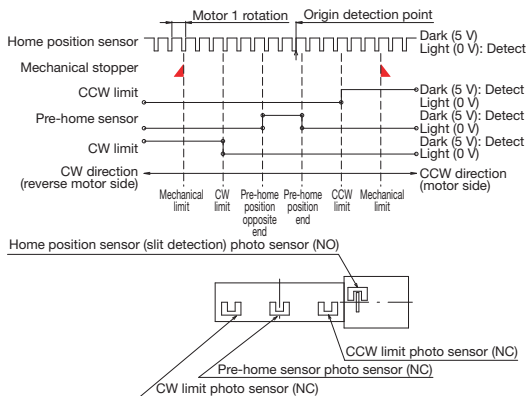 Motor 1 rotation
Origin detection point
Home position sensor
Dark (5 V)
Light (0 V): Detect
Mechanical stopper
CCW limit
Dark (5 V): Detect
Light (0 V)
Pre-home sensor
Dark (5 V): Detect
Light (0 V)
CW limit
Dark (5 V): Detect
Light (0 V)
CW direction
(reverse motor side)
CCW direction
(motor side)
Mechanical
limit
CW
limit
Pre-home
position
opposite
end
Pre-home
position
end
CCW
limit
Mechanical
limit
Home position sensor (slit detection) photo sensor (NO)
CCW limit photo sensor (NC)
Pre-home sensor photo sensor (NC)
CW limit photo sensor (NC)